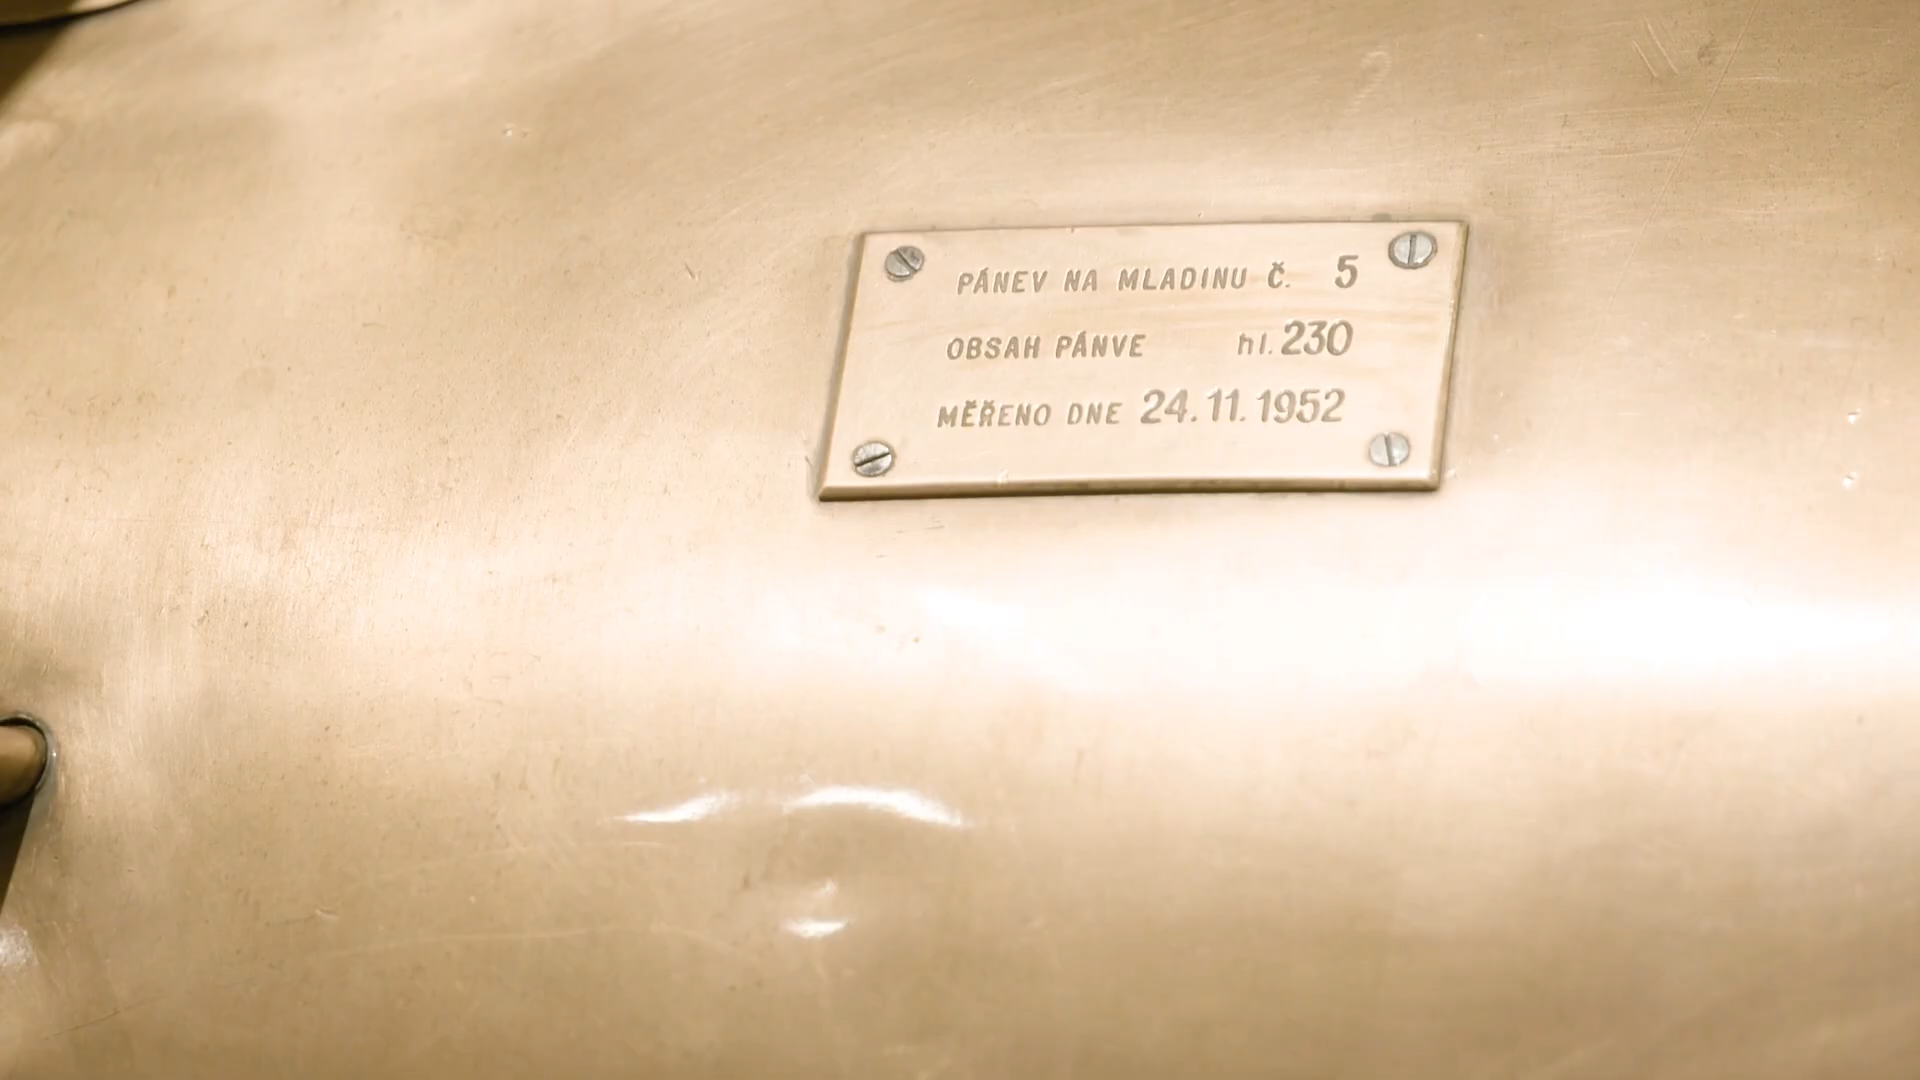 PÁNEV NA MLADINU Č. 5
OBSAH PÁNVE hl. 230
MĚŘENO DNE 24.11.1952